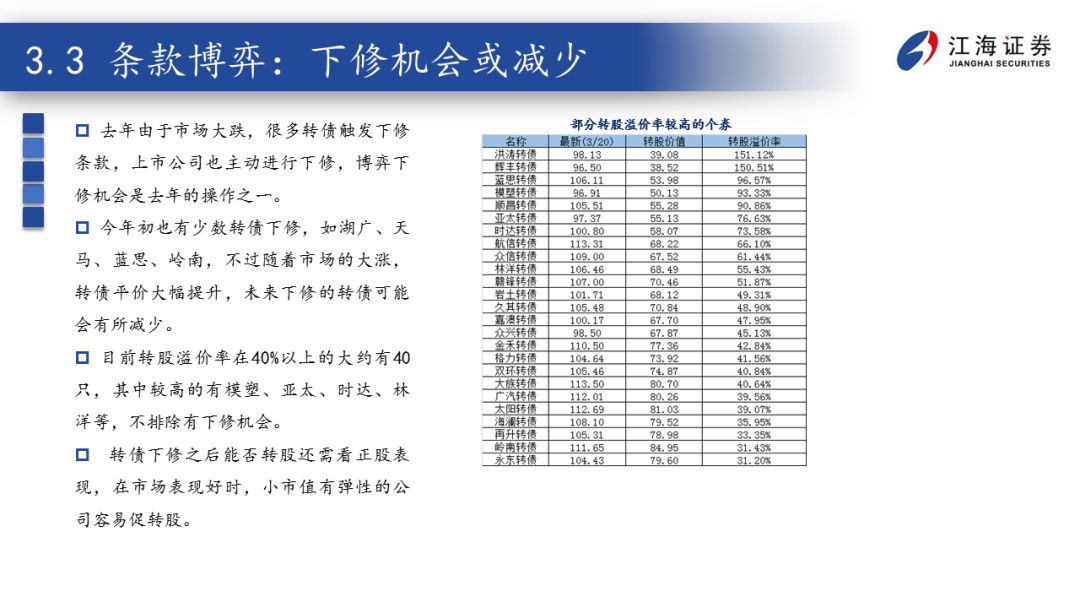 3.3 条款博弈：下修机会或减少
江海证券
JIANGHAI SECURITIES
去年由于市场大跌，很多转债触发下修
条款，上市公司也主动进行下修，博弈下
修机会是去年的操作之一。
今年初也有少数转债下修，如湖广、天
马、蓝思、岭南，不过随着市场的大涨，
转债平价大幅提升，未来下修的转债可能
会有所减少。
目前转股溢价率在40%以上的大约有40
只，其中较高的有模塑、亚太、时达、林
洋等，不排除有下修机会。
转债下修之后能否转股还需看正股表
现，在市场表现好时，小市值有弹性的公
司容易促转股。
部分转股溢价率较高的个券
名称 最新(3/20) 转股价值 转股溢价率
洪涛转债 98.13 39.08 151.12%
辉丰转债 96.50 38.52 150.51%
蓝思转债 106.11 53.98 96.57%
模塑转债 96.91 50.13 93.33%
顺昌转债 105.51 55.28 90.86%
亚太转债 97.37 55.13 76.63%
时达转债 100.80 58.07 73.58%
航信转债 113.31 68.22 66.10%
众信转债 109.00 67.52 61.44%
林洋转债 106.46 68.49 55.43%
赣锋转债 107.00 70.46 51.87%
岩土转债 101.71 68.12 49.31%
久其转债 105.48 70.84 48.90%
嘉澳转债 100.17 67.70 47.95%
众兴转债 98.50 67.87 45.13%
金禾转债 110.50 77.36 42.84%
格力转债 104.64 73.92 41.56%
双环转债 105.46 74.87 40.84%
大族转债 113.50 80.70 40.64%
广汽转债 112.01 80.26 39.56%
太阳转债 112.69 81.03 39.07%
海澜转债 108.10 79.52 35.95%
再升转债 105.31 78.98 33.35%
岭南转债 111.65 84.95 31.43%
永东转债 104.43 79.60 31.20%